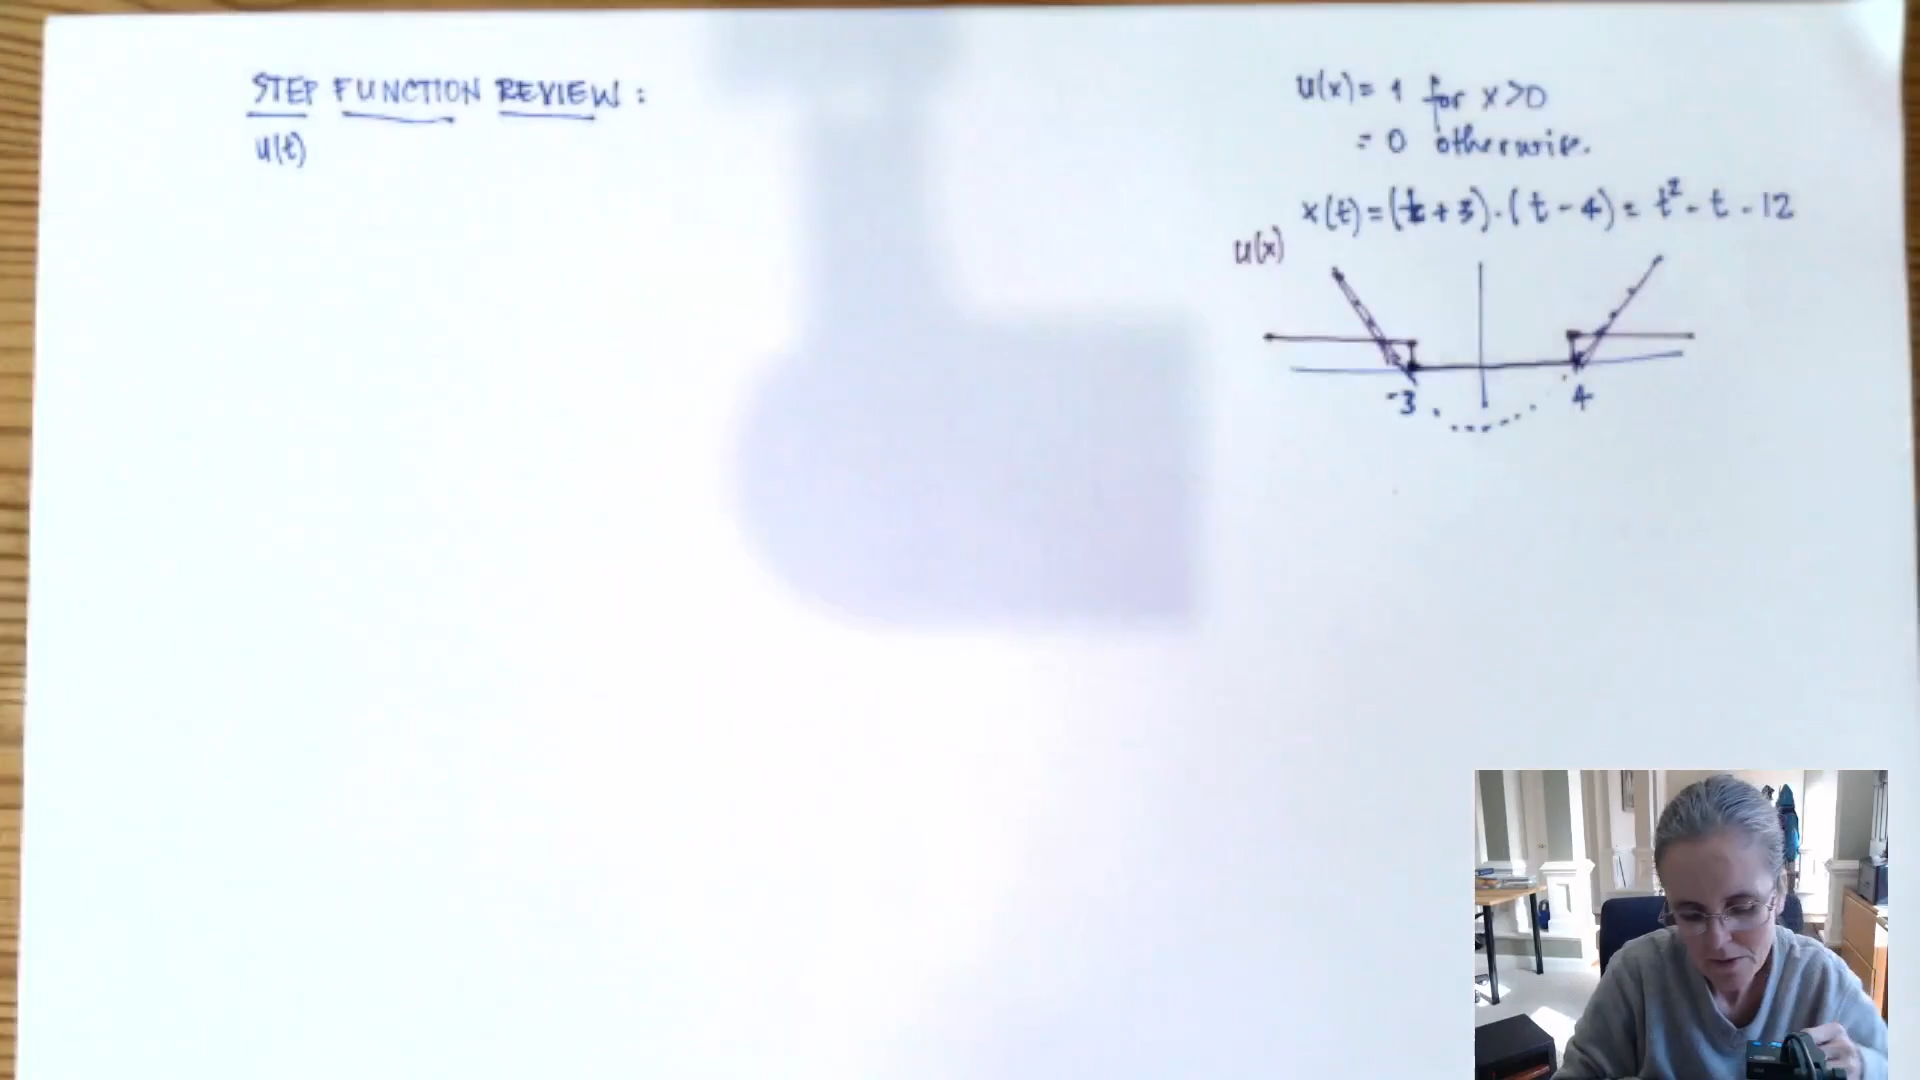 STEP FUNCTION REVIEW :
u(t)
u(x) = 1 for x>0
= 0 otherwise.
x(t) = (t+3)·(t-4) = t² - t - 12
u(x)
-3
4